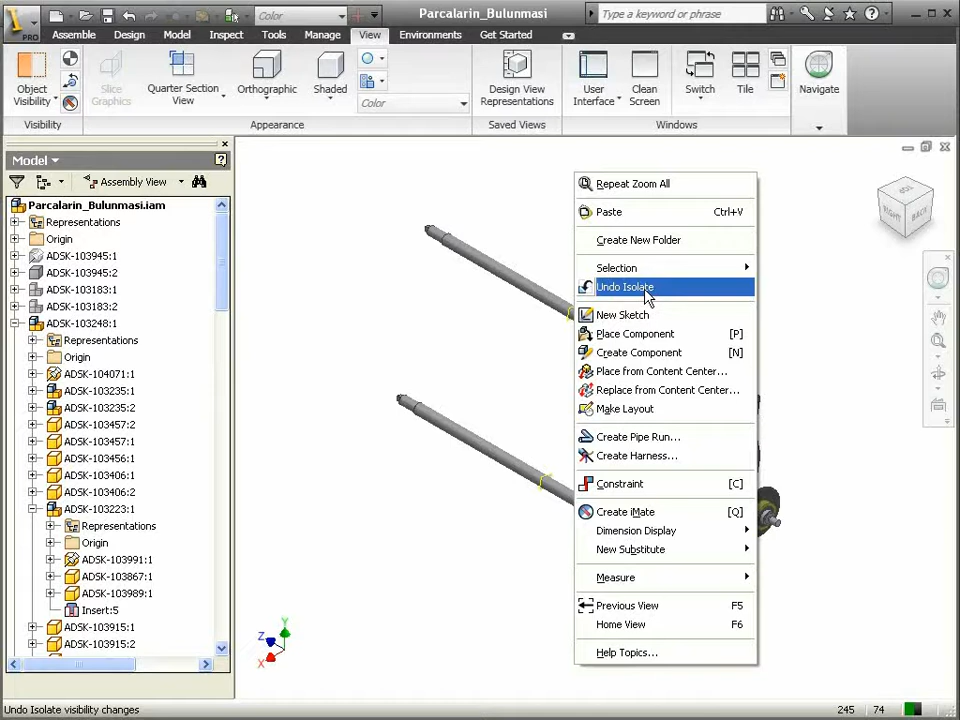 Color
Parcalarin_Bulunmasi
Type a keyword or phrase
PRO
Assemble
Design
Model
Inspect
Tools
Manage
View
Environments
Get Started
Object
Visibility
Slice
Graphics
Quarter Section
View
Orthographic
Shaded
Color
Design View
Representations
User
Interface
Clean
Screen
Switch
Tile
Navigate
Visibility
Appearance
Saved Views
Windows
Model
Assembly View
Parcalarin_Bulunmasi.iam
Representations
Origin
ADSK-103945:1
ADSK-103945:2
ADSK-103183:1
ADSK-103183:2
ADSK-103248:1
Representations
Origin
ADSK-104071:1
ADSK-103235:1
ADSK-103235:2
ADSK-103457:2
ADSK-103457:1
ADSK-103456:1
ADSK-103406:1
ADSK-103406:2
ADSK-103223:1
Representations
Origin
ADSK-103991:1
ADSK-103867:1
ADSK-103989:1
Insert:5
ADSK-103915:1
ADSK-103915:2
Repeat Zoom All
Paste Ctrl+V
Create New Folder
Selection
Undo Isolate
New Sketch
Place Component [P]
Create Component [N]
Place from Content Center...
Replace from Content Center...
Make Layout
Create Pipe Run...
Create Harness...
Constraint [C]
Create iMate [Q]
Dimension Display
New Substitute
Measure
Previous View F5
Home View F6
Help Topics...
TOP
RIGHT
BACK
Y
Z
X
Undo Isolate visibility changes
245
74